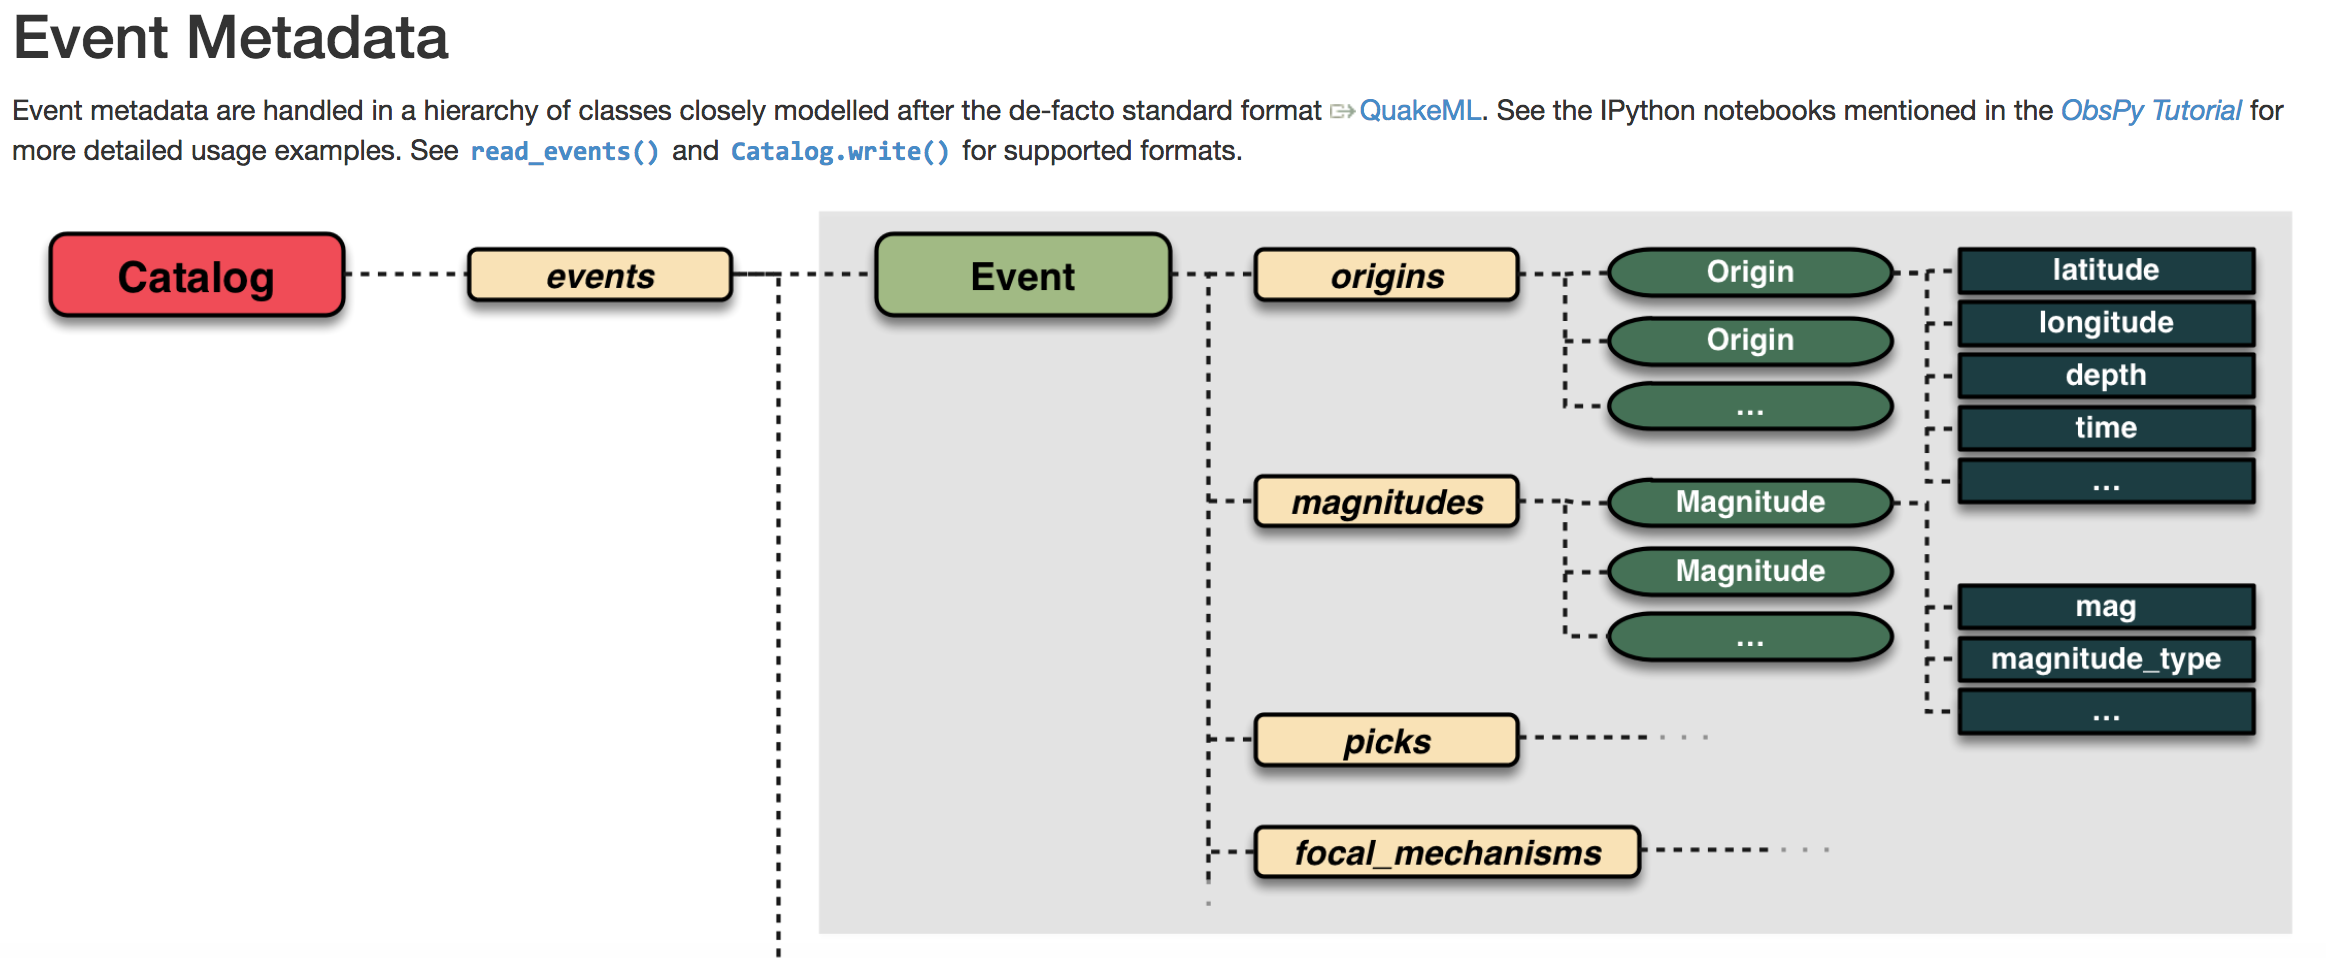 Event Metadata
Event metadata are handled in a hierarchy of classes closely modelled after the de-facto standard format QuakeML. See the IPython notebooks mentioned in the ObsPy Tutorial for
more detailed usage examples. See read_events() and Catalog.write() for supported formats.
Catalog
events
Event
origins
Origin
Origin
...
latitude
longitude
depth
time
...
magnitudes
Magnitude
Magnitude
...
mag
magnitude_type
...
picks
focal_mechanisms